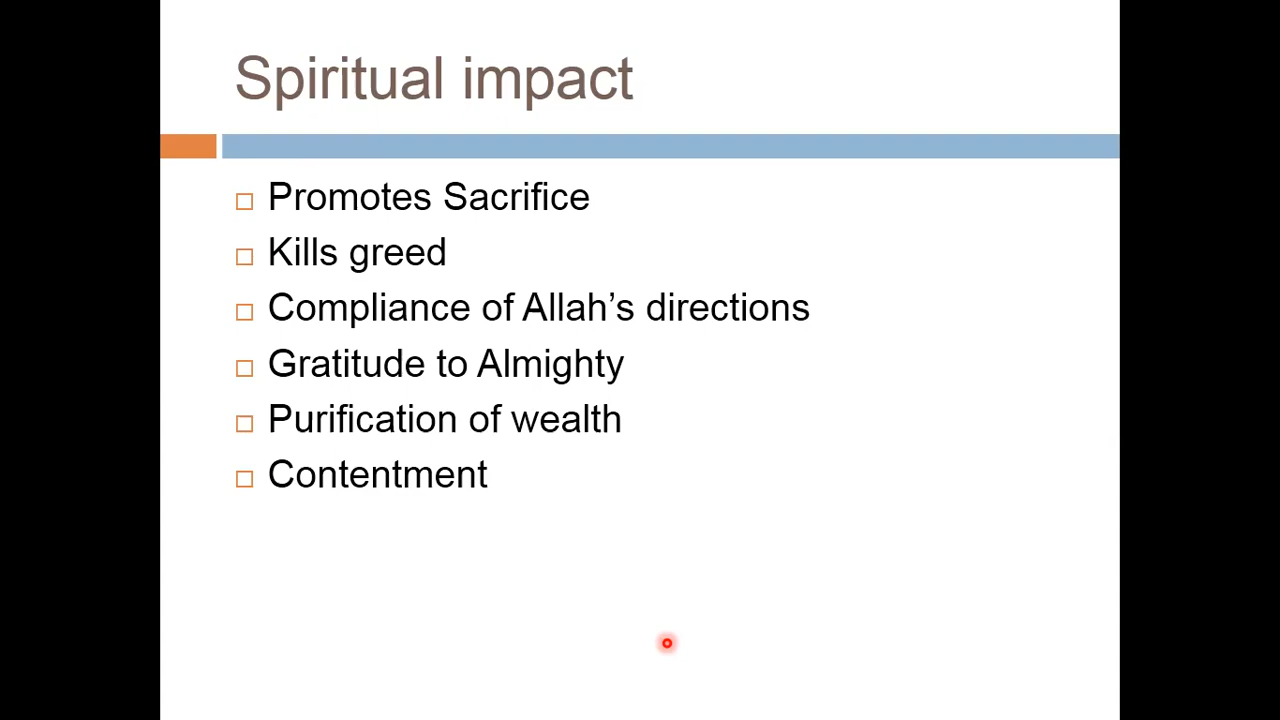 Spiritual impact
Promotes Sacrifice
Kills greed
Compliance of Allah’s directions
Gratitude to Almighty
Purification of wealth
Contentment